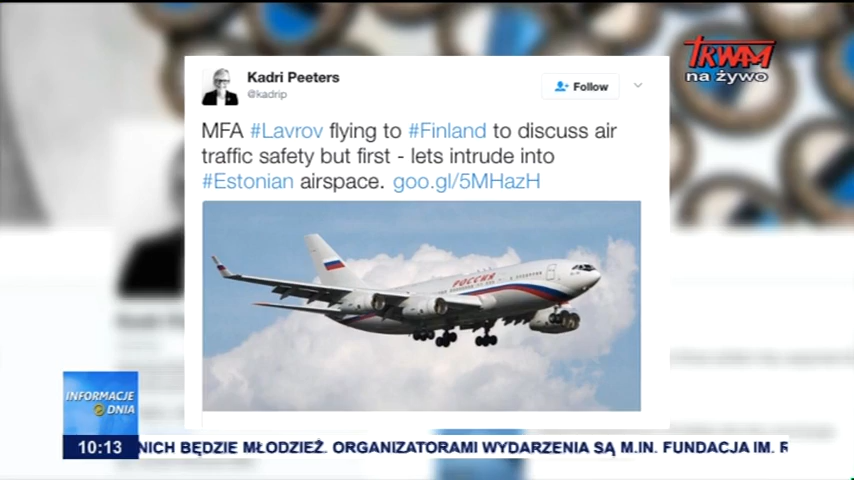 TRWAM
na żywo
Kadri Peeters
@kadrip
Follow
MFA #Lavrov flying to #Finland to discuss air
traffic safety but first - lets intrude into
#Estonian airspace. goo.gl/5MHazH
РОССИЯ
INFORMACJE
DNIA
10:13
NICH BĘDZIE MŁODZIEŻ. ORGANIZATORAMI WYDARZENIA SĄ M.IN. FUNDACJA IM. R